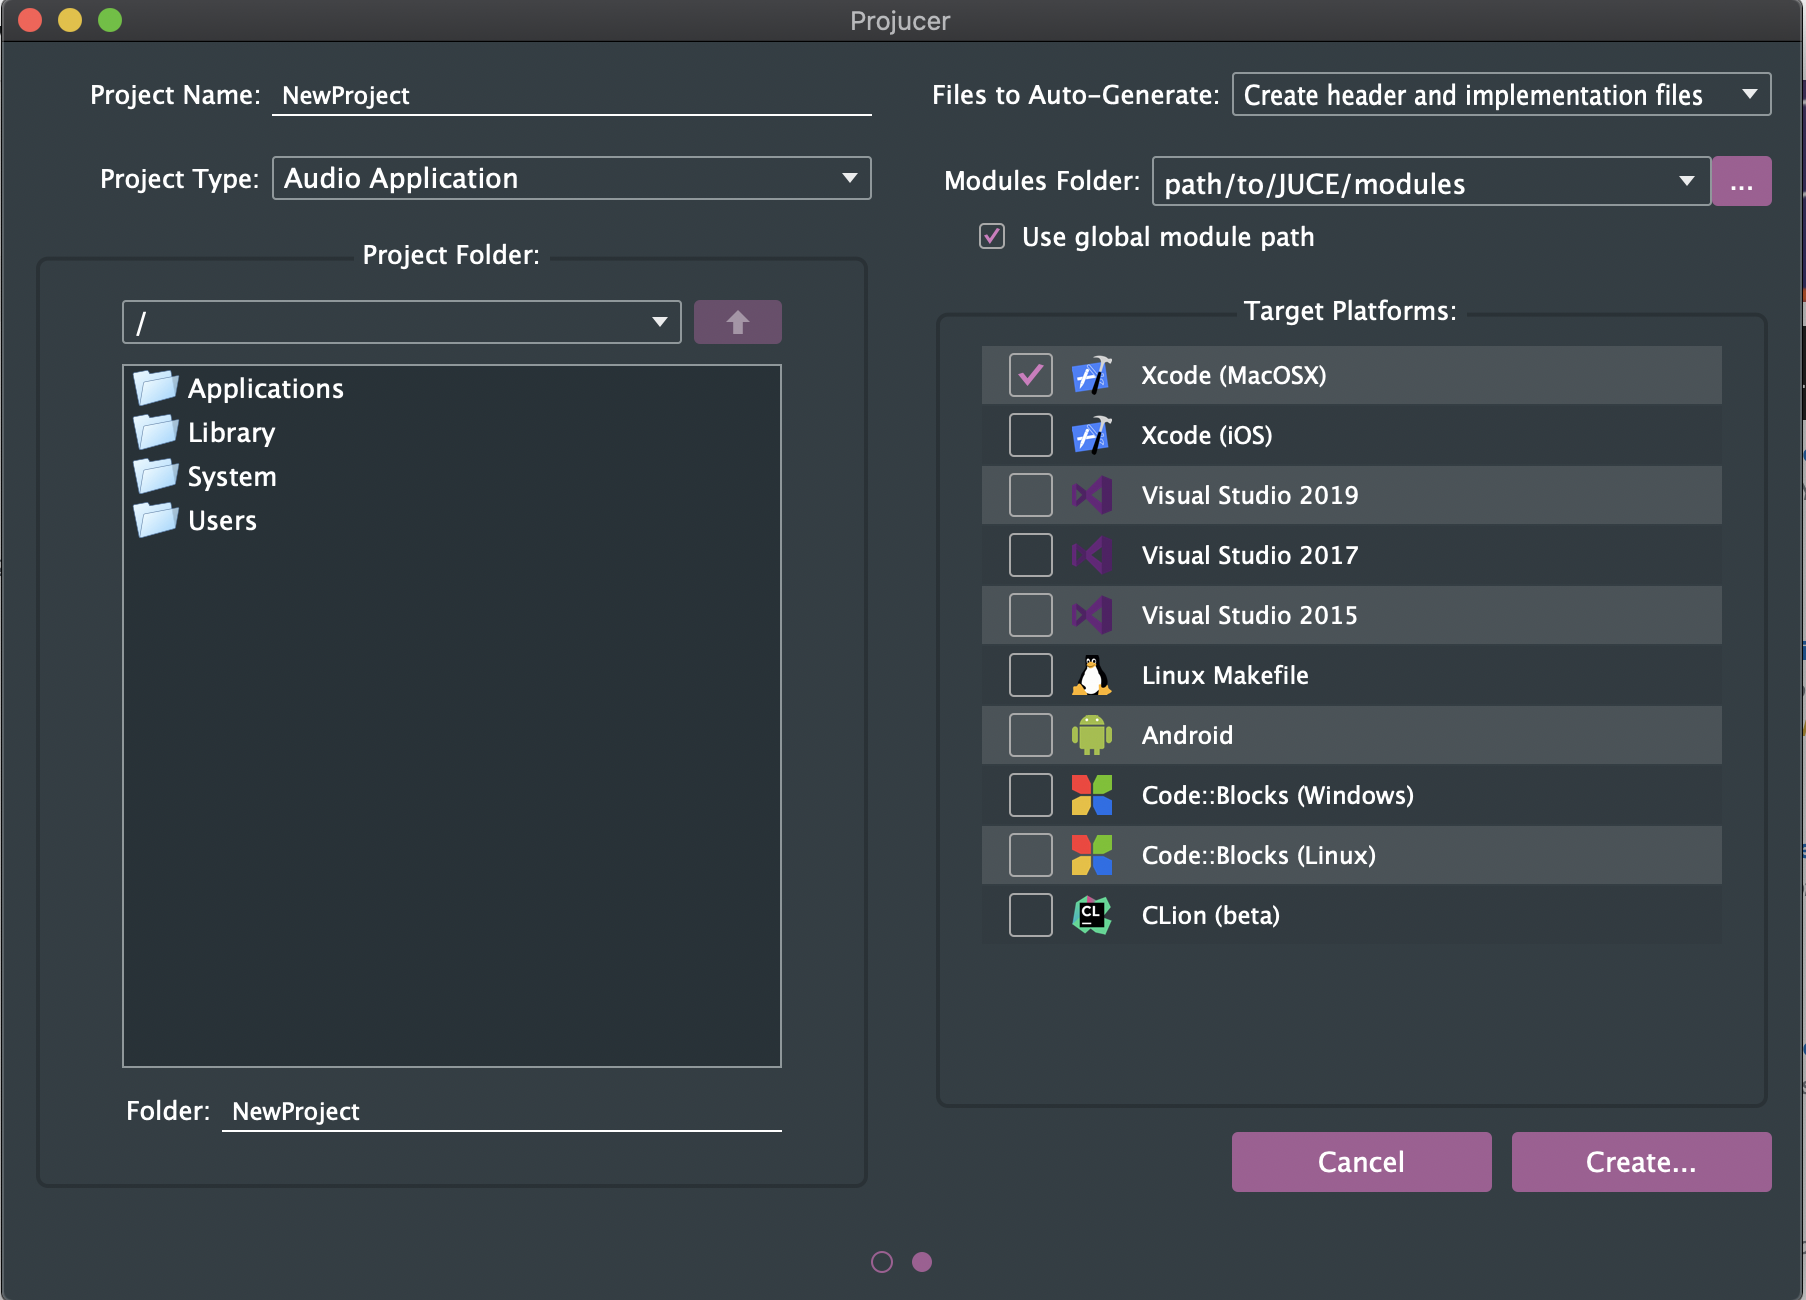 Projucer
Project Name: NewProject
Project Type: Audio Application
Project Folder:
/
Applications
Library
System
Users
Folder: NewProject
Files to Auto-Generate: Create header and implementation files
Modules Folder: path/to/JUCE/modules ...
Use global module path
Target Platforms:
Xcode (MacOSX)
Xcode (iOS)
Visual Studio 2019
Visual Studio 2017
Visual Studio 2015
Linux Makefile
Android
Code::Blocks (Windows)
Code::Blocks (Linux)
CL CLion (beta)
Cancel Create...